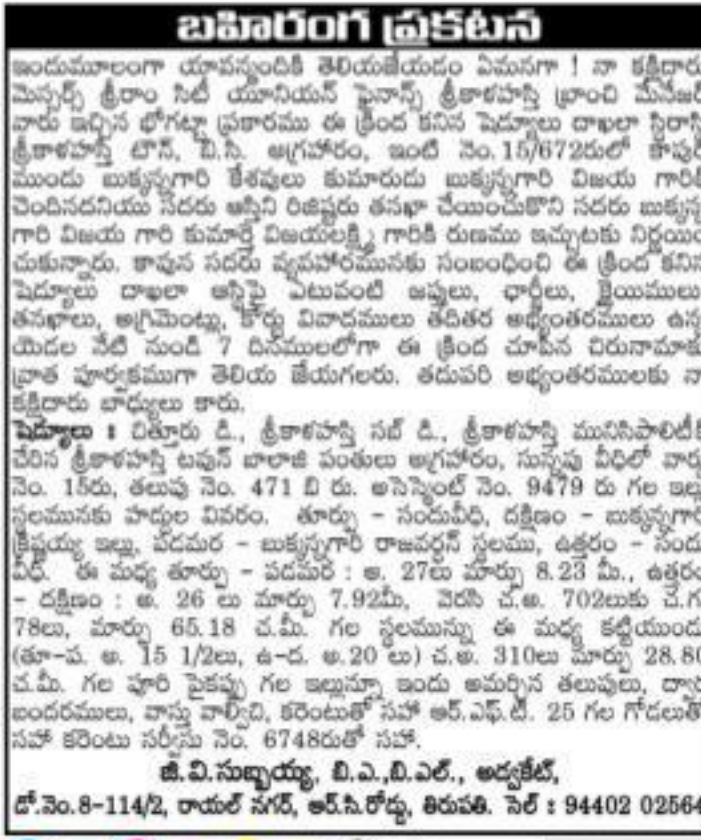 బహిరంగ ప్రకటన
ఇందుమూలంగా యావన్మందికి తెలియజేయడం ఏమనగా ! నా కక్షిదారు
మెస్సర్స్ శ్రీరాం సిటీ యూనియన్ ఫైనాన్స్ శ్రీకాళహస్తి బ్రాంచి మేనేజర్
వారు ఇచ్చిన భోగట్టా ప్రకారము ఈ క్రింద కనిన షెడ్యూలు దాఖలా స్థిరాస్తి
శ్రీకాళహస్తి టౌన్, బి.సి. అగ్రహారం, ఇంటి నెం.15/672రులో కాపుర
ముండు బుక్కన్నగారి కేశవులు కుమారుడు బుక్కన్నగారి విజయ గారికి
చెందినదనియు సదరు ఆస్తిని రిజిష్టరు తనఖా చేయించుకొని సదరు బుక్కన్న
గారి విజయ గారి కుమార్తె విజయలక్ష్మి గారికి రుణము ఇచ్చుటకు నిర్ణయిం
చుకున్నారు. కావున సదరు వ్యవహారమునకు సంబంధించి ఈ క్రింద కనిన
షెడ్యూలు దాఖలా ఆస్తిపై ఎటువంటి జప్తులు, ఛార్జీలు, క్లైయిములు,
తనఖాలు, అగ్రిమెంట్లు, కోర్టు వివాదములు తదితర అభ్యంతరములు ఉన్న
యెడల నేటి నుండి 7 దినములలోగా ఈ క్రింద చూపిన చిరునామాకు
వ్రాత పూర్వకముగా తెలియ జేయగలరు. తదుపరి అభ్యంతరములకు నా
కక్షిదారు బాధ్యులు కారు.
షెడ్యూలు : చిత్తూరు డి., శ్రీకాళహస్తి సబ్ డి., శ్రీకాళహస్తి మునిసిపాలిటీకి
చేరిన శ్రీకాళహస్తి టవున్ బాలాజి పంతులు అగ్రహారం, సున్నపు వీధిలో వార్డు
నెం. 15రు, తలుపు నెం. 471 బి రు. అసెస్మెంట్ నెం. 9479 రు గల ఇల్లు
స్థలమునకు హద్దుల వివరం. తూర్పు - సందువీధి, దక్షిణం - బుక్కన్నగారి
క్రిష్ణయ్య ఇల్లు, పడమర - బుక్కన్నగారి రాజవర్ధన్ స్థలము, ఉత్తరం - సందు
వీధి. ఈ మధ్య తూర్పు - పడమర : అ. 27లు మార్పు 8.23 మీ., ఉత్తరం
- దక్షిణం : అ. 26 లు మార్పు 7.92మీ, వెరసి చ.అ. 702లుకు చ.గ
78లు, మార్పు 65.18 చ.మీ. గల స్థలమున్ను ఈ మధ్య కట్టియుండు
(తూ-ప. అ. 15 1/2లు, ఉ-ద. అ.20 లు) చ.అ. 310లు మార్పు 28.80
చ.మీ. గల పూరి పైకప్పు గల ఇల్లున్నూ ఇందు అమర్చిన తలుపులు, ద్వార
బందరములు, వాస్తు వాల్చీచి, కరెంటుతో సహా ఆర్.ఎఫ్.టి. 25 గల గోడలుతో
సహా కరెంటు సర్వీసు నెం. 6748రుతో సహా.
జి.వి.సుబ్బయ్య, బి.ఎ.,బి.ఎల్., అడ్వకేట్,
డో.నెం.8-114/2, రాయల్ నగర్, ఆర్.సి.రోడ్డు, తిరుపతి. సెల్ : 94402 02564